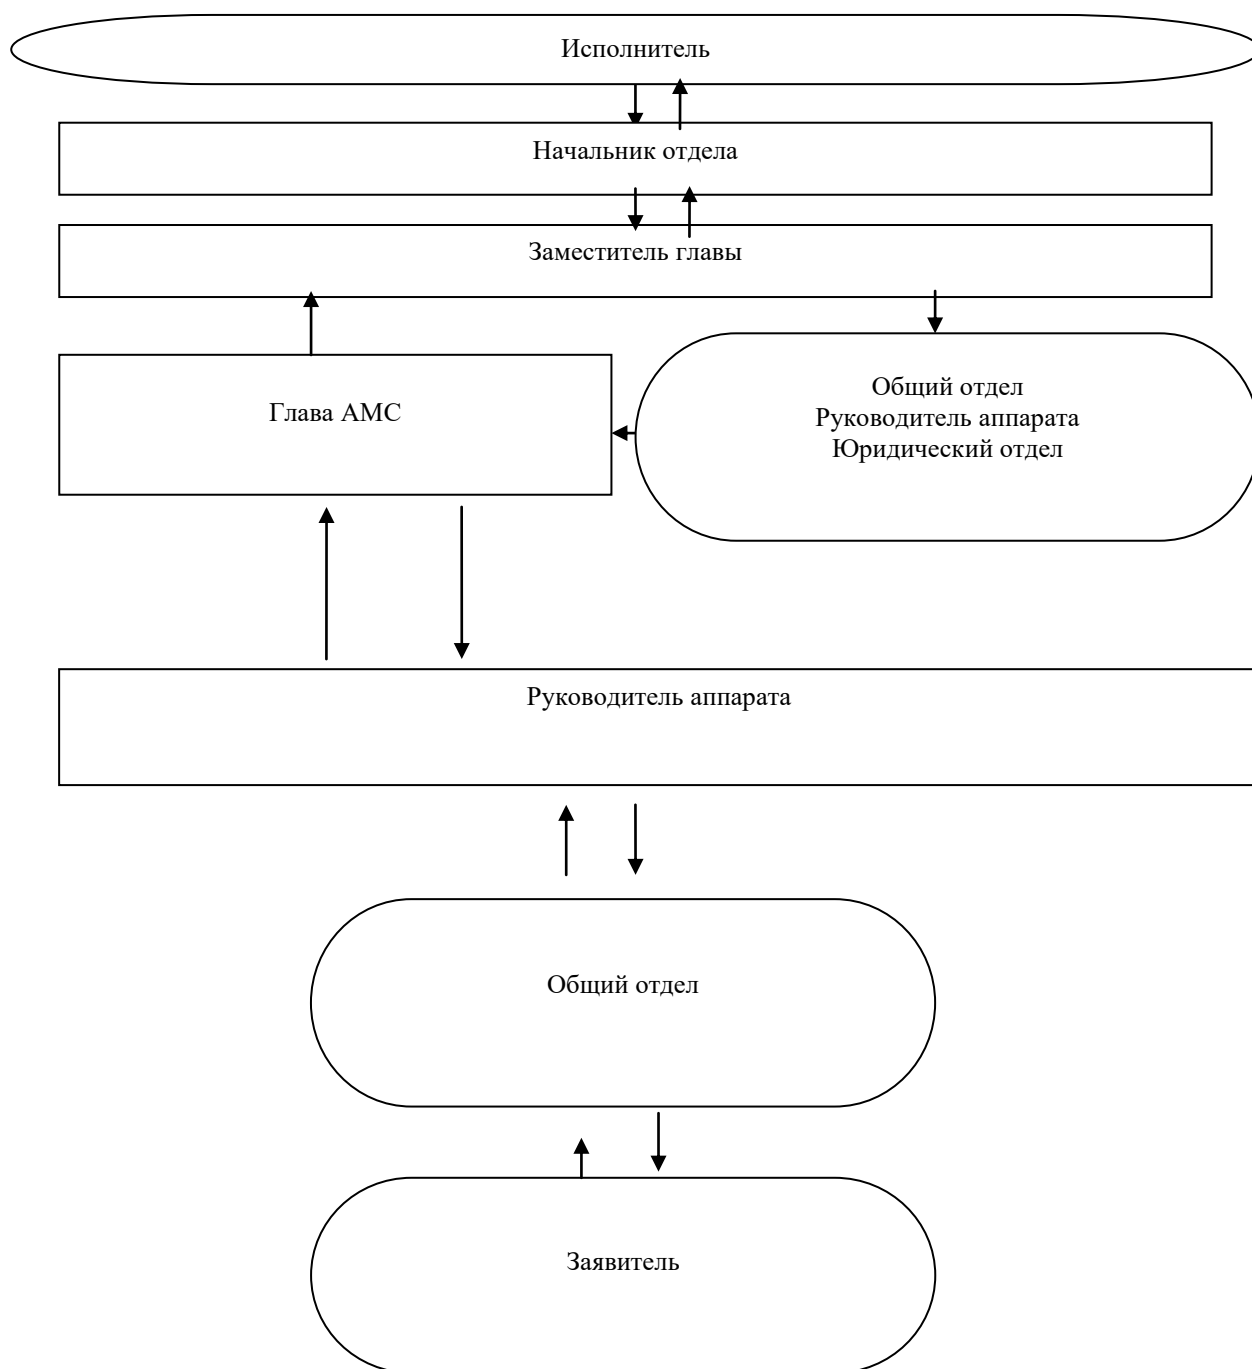 Исполнитель
Начальник отдела
Заместитель главы
Глава АМС
Общий отдел
Руководитель аппарата
Юридический отдел
Руководитель аппарата
Общий отдел
Заявитель